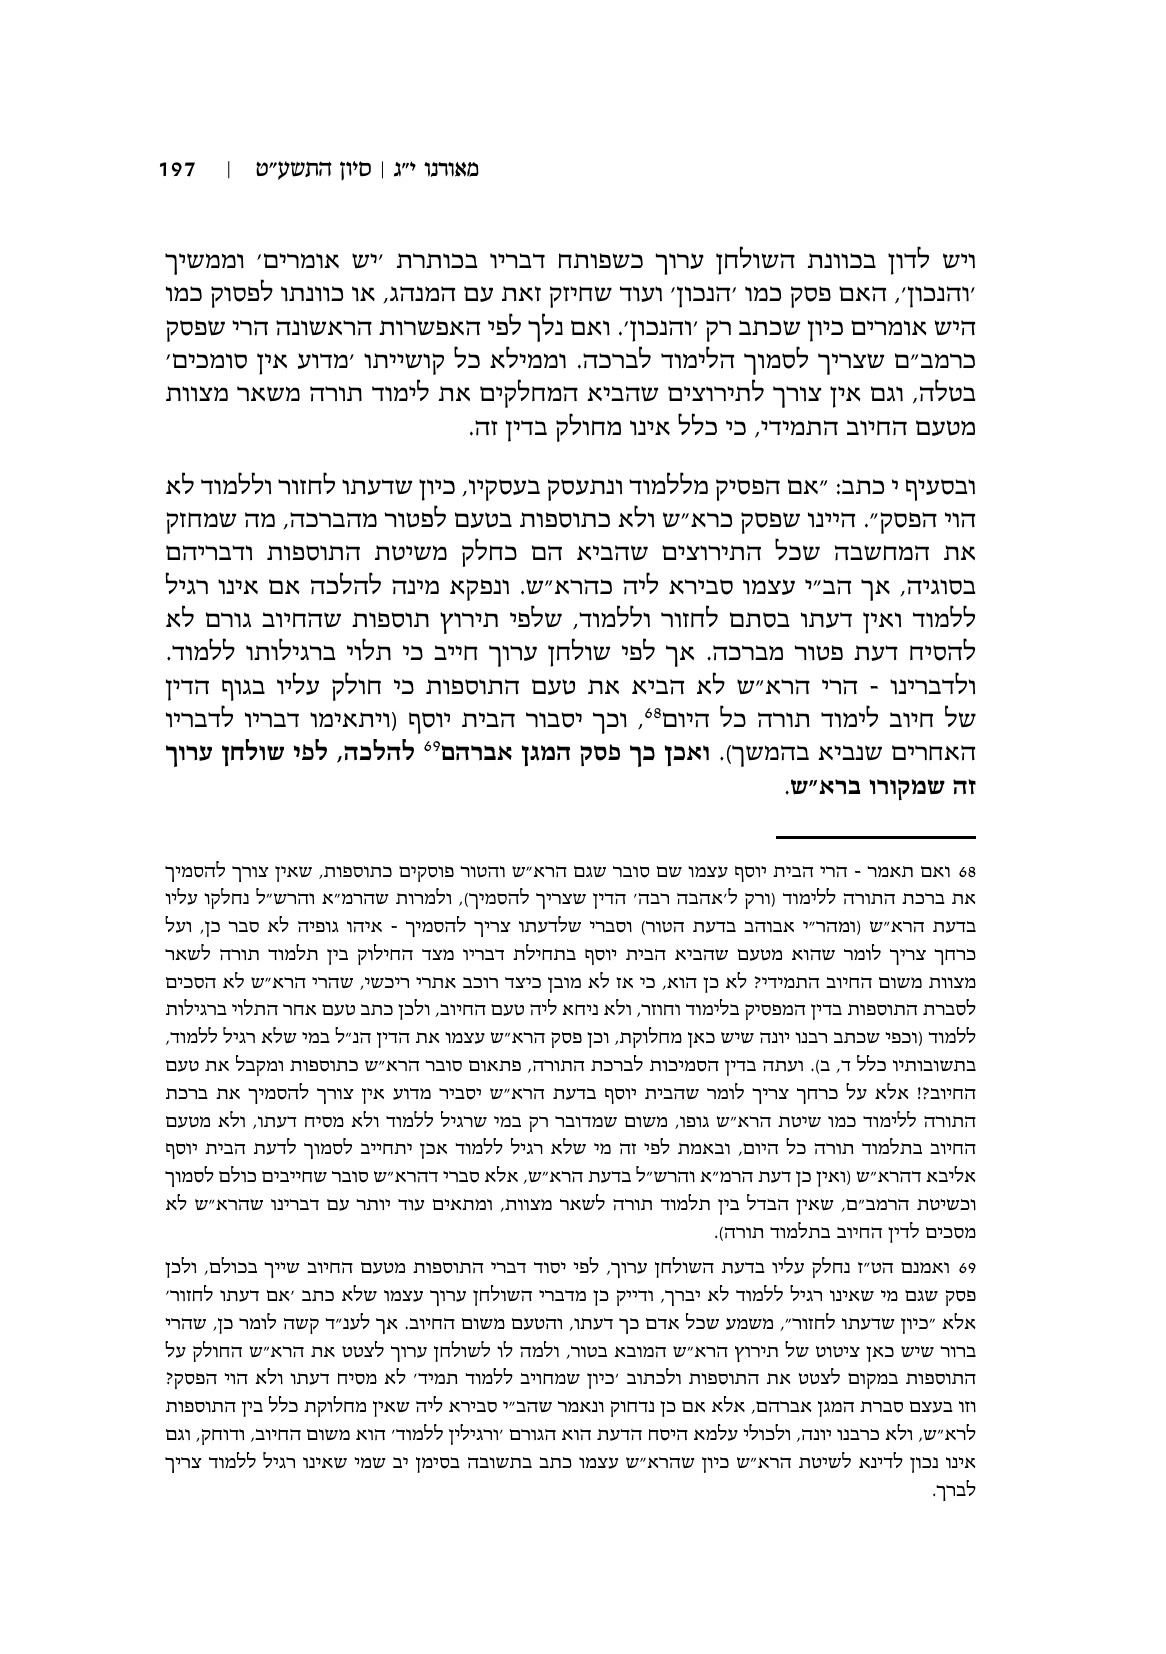 מאורנו י״ג | סיון התשע״ט | 197
ויש לדון בכוונת השולחן ערוך כשפותח דבריו בכותרת ׳יש אומרים׳ וממשיך
׳והנכון׳, האם פסק כמו ׳הנכון׳ ועוד שחיזק זאת עם המנהג, או כוונתו לפסוק כמו
היש אומרים כיון שכתב רק ׳והנכון׳. ואם נלך לפי האפשרות הראשונה הרי שפסק
כרמב״ם שצריך לסמוך הלימוד לברכה. וממילא כל קושייתו ׳מדוע אין סומכים׳
בטלה, וגם אין צורך לתירוצים שהביא המחלקים את לימוד תורה משאר מצוות
מטעם החיוב התמידי, כי כלל אינו מחולק בדין זה.
ובסעיף י כתב: ״אם הפסיק מללמוד ונתעסק בעסקיו, כיון שדעתו לחזור וללמוד לא
הוי הפסק״. היינו שפסק כרא״ש ולא כתוספות בטעם לפטור מהברכה, מה שמחזק
את המחשבה שכל התירוצים שהביא הם כחלק משיטת התוספות ודבריהם
בסוגיה, אך הב״י עצמו סבירא ליה כהרא״ש. ונפקא מינה להלכה אם אינו רגיל
ללמוד ואין דעתו בסתם לחזור וללמוד, שלפי תירוץ תוספות שהחיוב גורם לא
להסיח דעת פטור מברכה. אך לפי שולחן ערוך חייב כי תלוי ברגילותו ללמוד.
ולדברינו - הרי הרא״ש לא הביא את טעם התוספות כי חולק עליו בגוף הדין
של חיוב לימוד תורה כל היום68, וכך יסבור הבית יוסף (ויתאימו דבריו לדבריו
האחרים שנביא בהמשך). ואכן כך פסק המגן אברהם69 להלכה, לפי שולחן ערוך
זה שמקורו ברא״ש.
68 ואם תאמר - הרי הבית יוסף עצמו שם סובר שגם הרא״ש והטור פוסקים כתוספות, שאין צורך להסמיך
את ברכת התורה ללימוד (ורק ל׳אהבה רבה׳ הדין שצריך להסמיך), ולמרות שהרמ״א והרש״ל נחלקו עליו
בדעת הרא״ש (ומהר״י אבוהב בדעת הטור) וסברי שלדעתו צריך להסמיך - איהו גופיה לא סבר כן, ועל
כרחך צריך לומר שהוא מטעם שהביא הבית יוסף בתחילת דבריו מצד החילוק בין תלמוד תורה לשאר
מצוות משום החיוב התמידי? לא כן הוא, כי אז לא מובן כיצד רוכב אתרי ריכשי, שהרי הרא״ש לא הסכים
לסברת התוספות בדין המפסיק בלימוד וחוזר, ולא ניחא ליה טעם החיוב, ולכן כתב טעם אחר התלוי ברגילות
ללמוד (וכפי שכתב רבנו יונה שיש כאן מחלוקת, וכן פסק הרא״ש עצמו את הדין הנ״ל במי שלא רגיל ללמוד,
בתשובותיו כלל ד, ב). ועתה בדין הסמיכות לברכת התורה, פתאום סובר הרא״ש כתוספות ומקבל את טעם
החיוב?! אלא על כרחך צריך לומר שהבית יוסף בדעת הרא״ש יסביר מדוע אין צורך להסמיך את ברכת
התורה ללימוד כמו שיטת הרא״ש גופו, משום שמדובר רק במי שרגיל ללמוד ולא מסיח דעתו, ולא מטעם
החיוב בתלמוד תורה כל היום, ובאמת לפי זה מי שלא רגיל ללמוד אכן יתחייב לסמוך לדעת הבית יוסף
אליבא דהרא״ש (ואין כן דעת הרמ״א והרש״ל בדעת הרא״ש, אלא סברי דהרא״ש סובר שחייבים כולם לסמוך
וכשיטת הרמב״ם, שאין הבדל בין תלמוד תורה לשאר מצוות, ומתאים עוד יותר עם דברינו שהרא״ש לא
מסכים לדין החיוב בתלמוד תורה).
69 ואמנם הט״ז נחלק עליו בדעת השולחן ערוך, לפי יסוד דברי התוספות מטעם החיוב שייך בכולם, ולכן
פסק שגם מי שאינו רגיל ללמוד לא יברך, ודייק כן מדברי השולחן ערוך עצמו שלא כתב ׳אם דעתו לחזור׳
אלא ״כיון שדעתו לחזור״, משמע שכל אדם כך דעתו, והטעם משום החיוב. אך לענ״ד קשה לומר כן, שהרי
ברור שיש כאן ציטוט של תירוץ הרא״ש המובא בטור, ולמה לו לשולחן ערוך לצטט את הרא״ש החולק על
התוספות במקום לצטט את התוספות ולכתוב ׳כיון שמחויב ללמוד תמיד׳ לא מסיח דעתו ולא הוי הפסק?
וזו בעצם סברת המגן אברהם, אלא אם כן נדחוק ונאמר שהב״י סבירא ליה שאין מחלוקת כלל בין התוספות
לרא״ש, ולא כרבנו יונה, ולכולי עלמא היסח הדעת הוא הגורם ׳ורגילין ללמוד׳ הוא משום החיוב, ודוחק, וגם
אינו נכון לדינא לשיטת הרא״ש כיון שהרא״ש עצמו כתב בתשובה בסימן יב שמי שאינו רגיל ללמוד צריך
לברך.